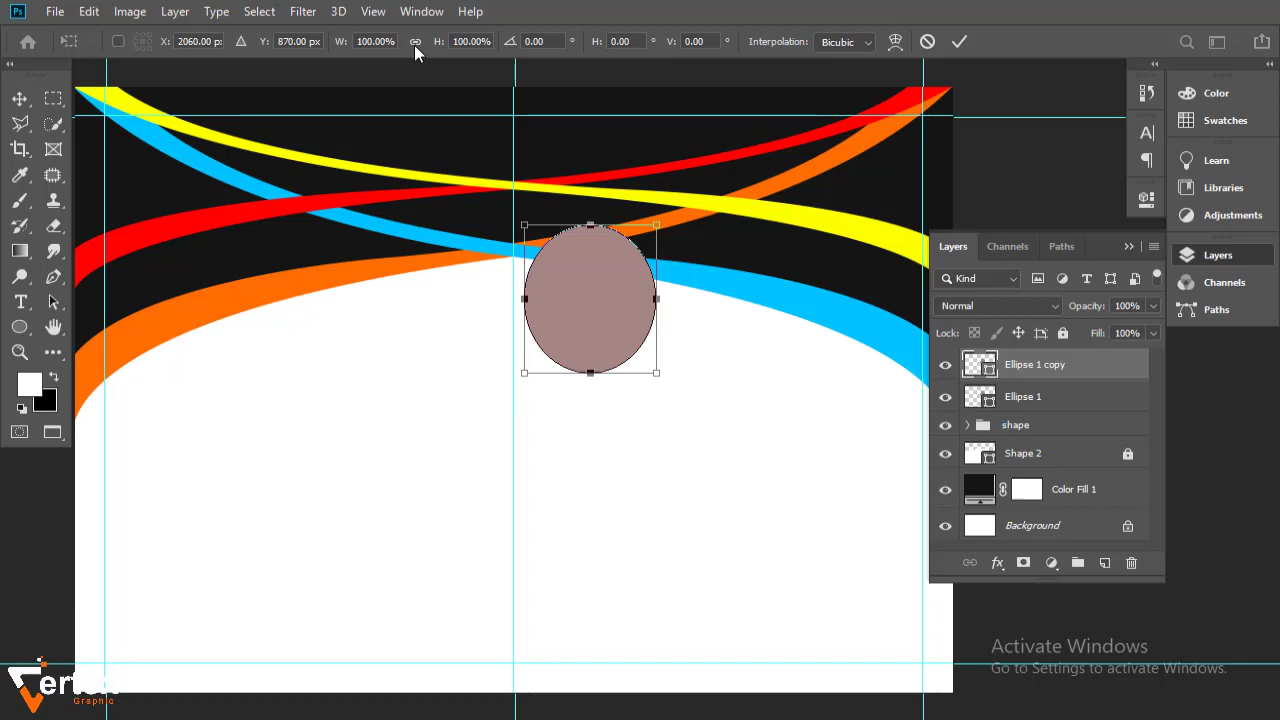 Ps File Edit Image Layer Type Select Filter 3D View Window Help
X: 2060.00 px Y: 870.00 px W: 100.00% H: 100.00% 0.00 ° H: 0.00 ° V: 0.00 ° Interpolation: Bicubic
Color
Swatches
Learn
Libraries
Adjustments
Layers
Channels
Paths
Layers Channels Paths
Kind
Normal Opacity: 100%
Lock: Fill: 100%
Ellipse 1 copy
Ellipse 1
shape
Shape 2
Color Fill 1
Background
fx
Activate Windows
Go to Settings to activate Windows.
Graphic